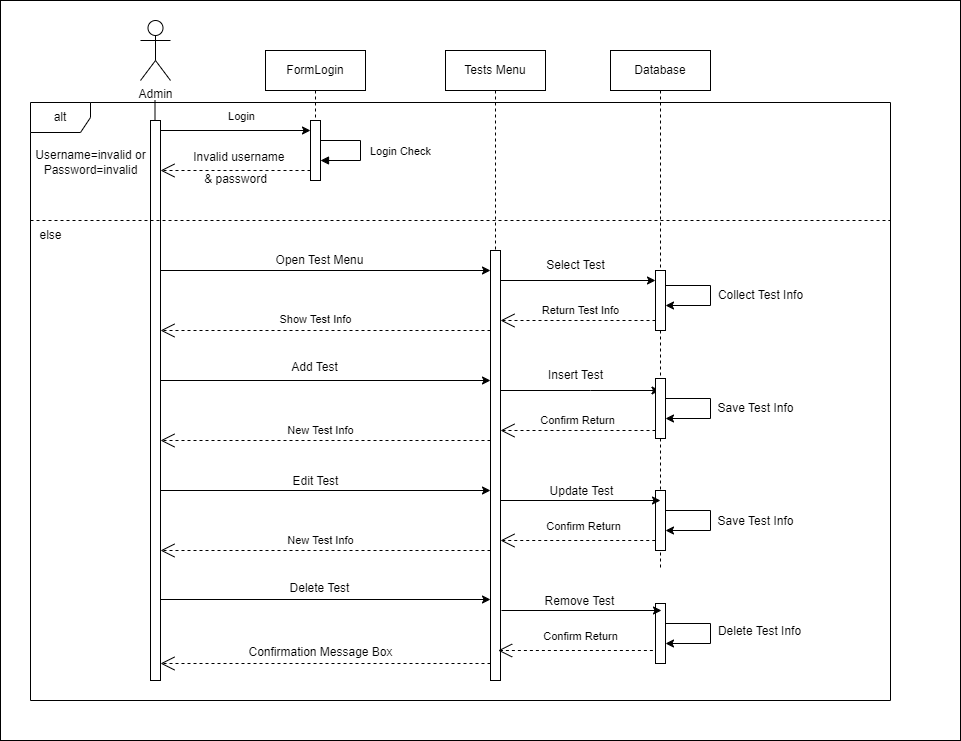 FormLogin
Tests Menu
Database
Admin
alt
Login
Username=invalid or
Password=invalid
Login Check
Invalid username
& password
else
Open Test Menu
Select Test
Collect Test Info
Return Test Info
Show Test Info
Add Test
Insert Test
Save Test Info
Confirm Return
New Test Info
Edit Test
Update Test
Save Test Info
Confirm Return
New Test Info
Delete Test
Remove Test
Delete Test Info
Confirm Return
Confirmation Message Box